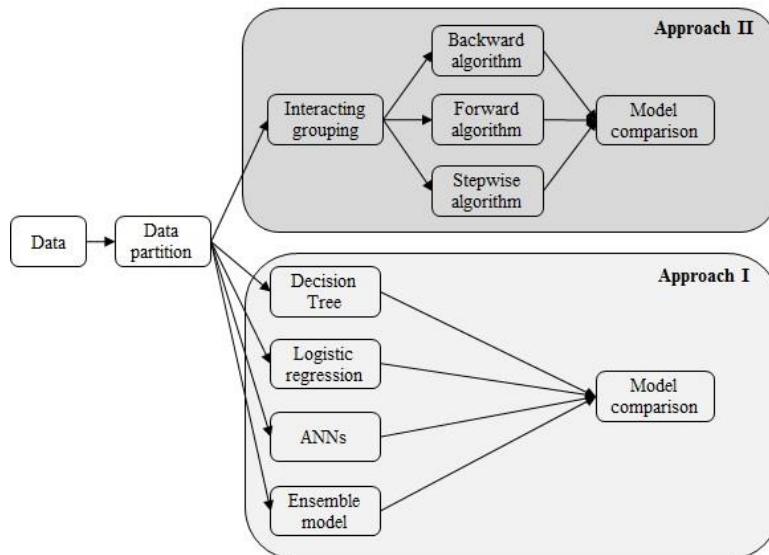 Approach II
Backward
algorithm
Interacting
grouping
Forward
algorithm
Model
comparison
Stepwise
algorithm
Data
Data
partition
Approach I
Decision
Tree
Logistic
regression
Model
comparison
ANNs
Ensemble
model